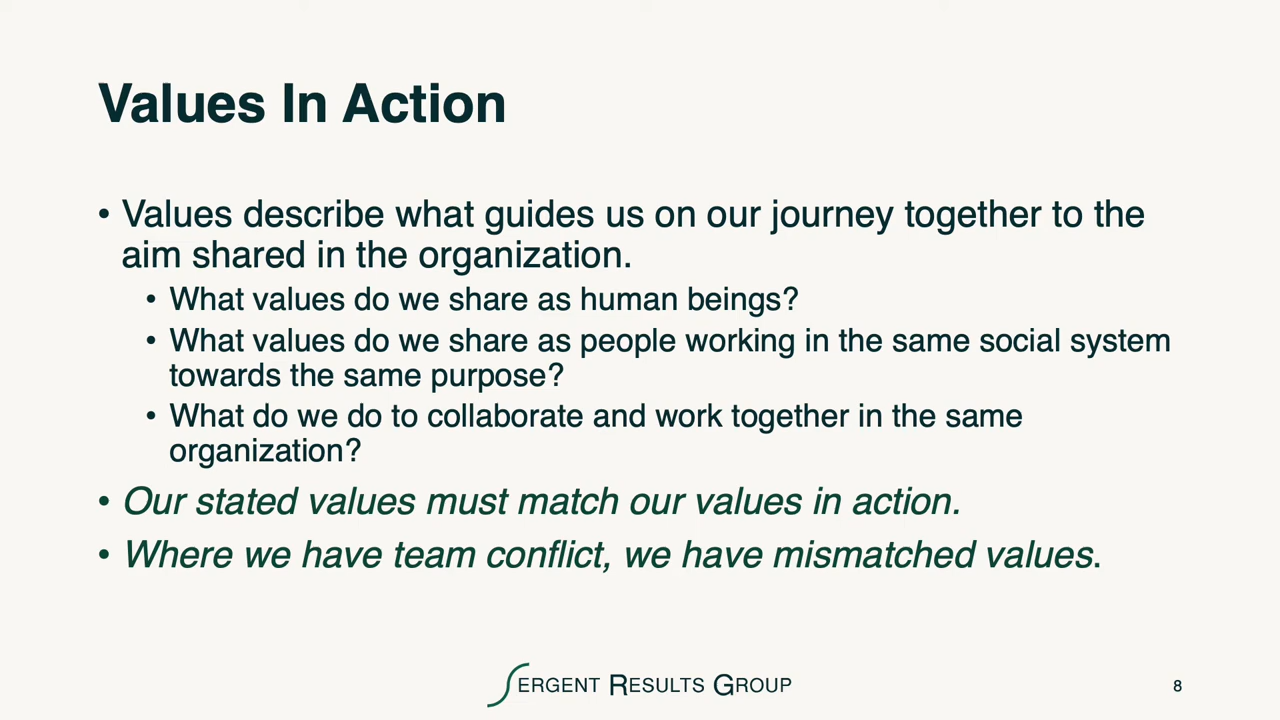 Values In Action
• Values describe what guides us on our journey together to the
aim shared in the organization.
• What values do we share as human beings?
• What values do we share as people working in the same social system
towards the same purpose?
• What do we do to collaborate and work together in the same
organization?
• Our stated values must match our values in action.
• Where we have team conflict, we have mismatched values.
SERGENT RESULTS GROUP
8